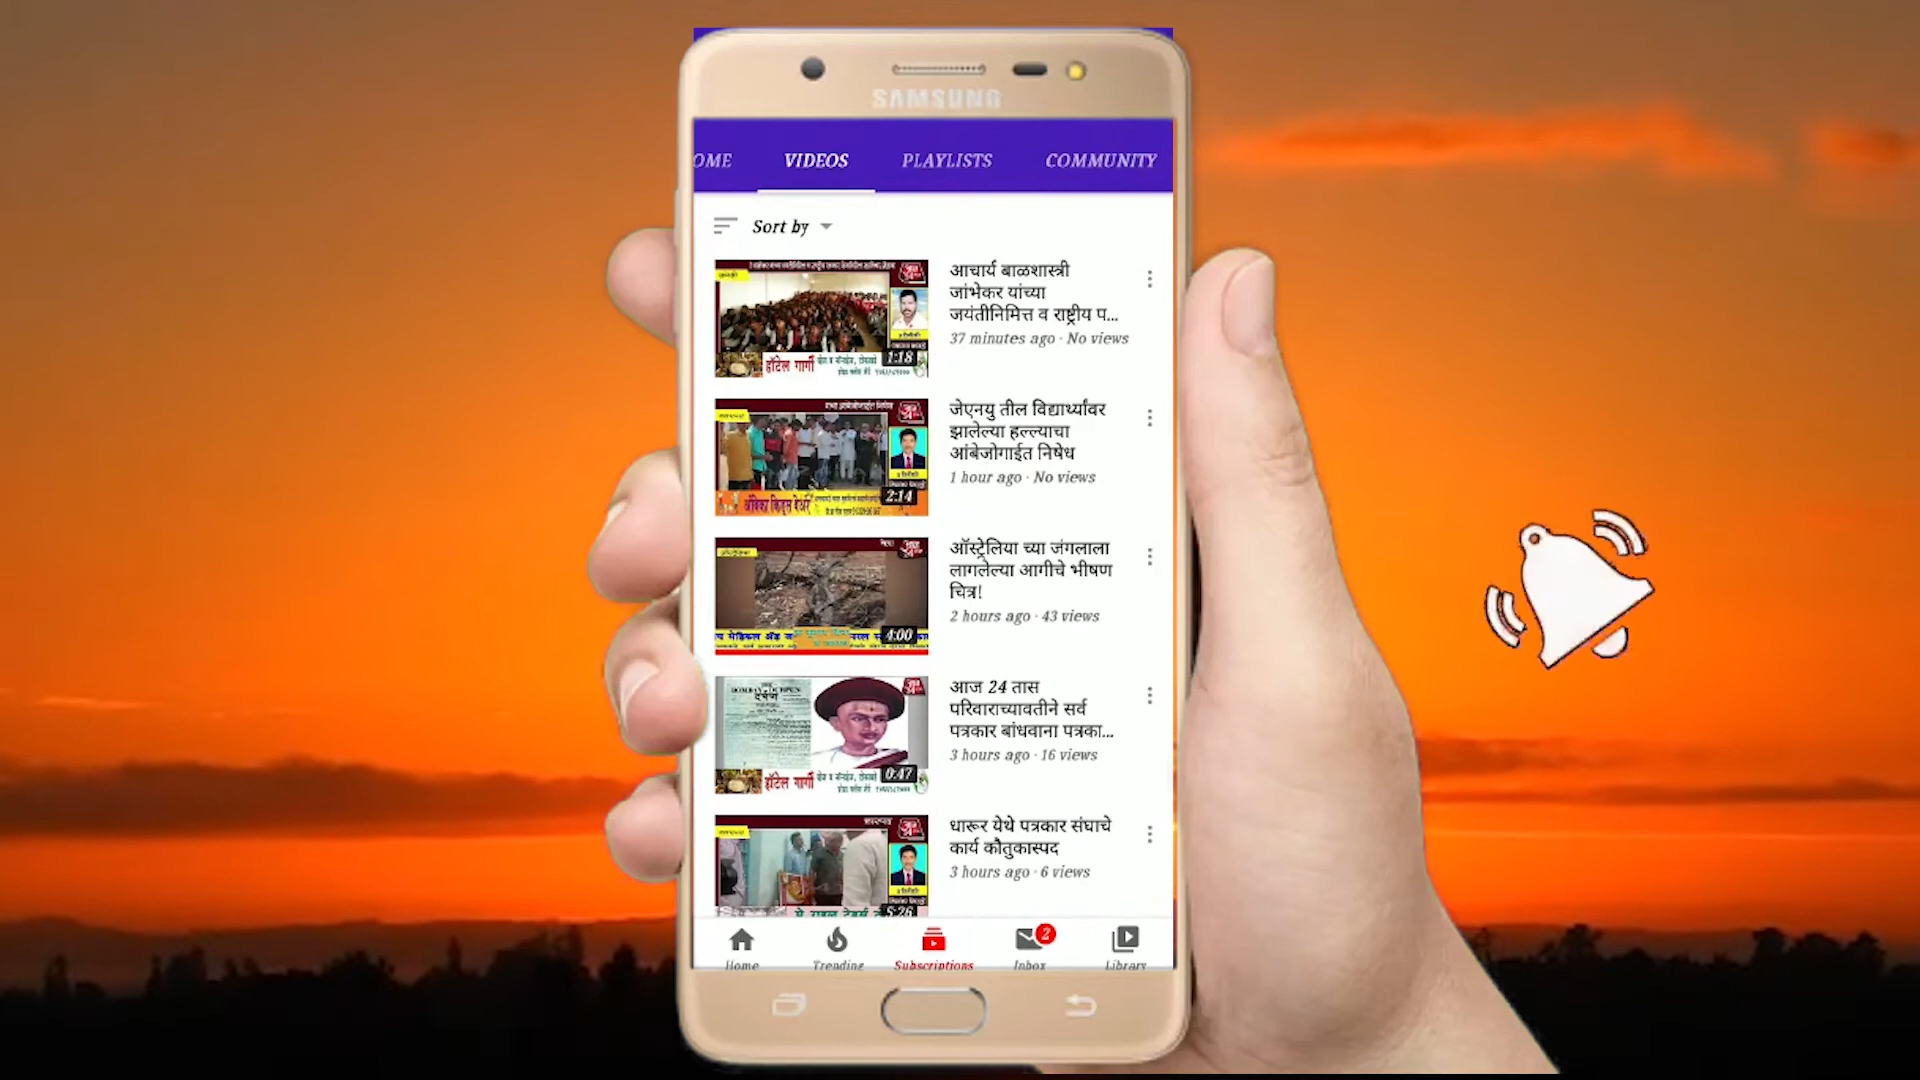 SAMSUNG
OME VIDEOS PLAYLISTS COMMUNITY
Sort by
आचार्य बाळशास्त्री
जांभेकर यांच्या
जयंतीनिमित्त व राष्ट्रीय प...
37 minutes ago · No views
हॉटेल गार्गी
1:18
जेएनयु तील विद्यार्थ्यांवर
झालेल्या हल्ल्याचा
आंबेजोगाईत निषेध
1 hour ago · No views
2:14
ऑस्ट्रेलिया च्या जंगलाला
लागलेल्या आगीचे भीषण
चित्र!
2 hours ago · 43 views
4:00
आज 24 तास
परिवाराच्यावतीने सर्व
पत्रकार बांधवाना पत्रका...
3 hours ago · 16 views
हॉटेल गार्गी
0:47
धारूर येथे पत्रकार संघाचे
कार्य कौतुकास्पद
3 hours ago · 6 views
5:26
2
Home Trending Subscriptions Inbox Library